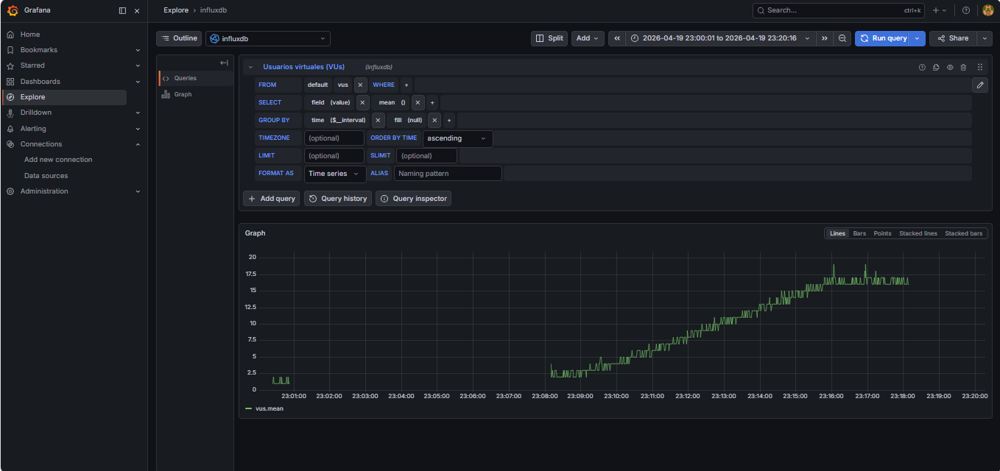 Grafana
Explore › influxdb
Search... ctrl+k
Home
Bookmarks
Starred
Dashboards
Explore
Drilldown
Alerting
Connections
Add new connection
Data sources
Administration
Outline influxdb Split Add 2026-04-19 23:00:01 to 2026-04-19 23:20:16 Run query Share
Queries
Graph
Usuarios virtuales (VUs) (influxdb)
FROM default vus × WHERE +
SELECT field (value) × mean () × +
GROUP BY time ($__interval) × fill (null) × +
TIMEZONE (optional) ORDER BY TIME ascending
LIMIT (optional) SLIMIT (optional)
FORMAT AS Time series ALIAS Naming pattern
+ Add query Query history Query inspector
Graph Lines Bars Points Stacked lines Stacked bars
20
17.5
15
12.5
10
7.5
5
2.5
0
23:01:00 23:02:00 23:03:00 23:04:00 23:05:00 23:06:00 23:07:00 23:08:00 23:09:00 23:10:00 23:11:00 23:12:00 23:13:00 23:14:00 23:15:00 23:16:00 23:17:00 23:18:00 23:19:00 23:20:00
vus.mean